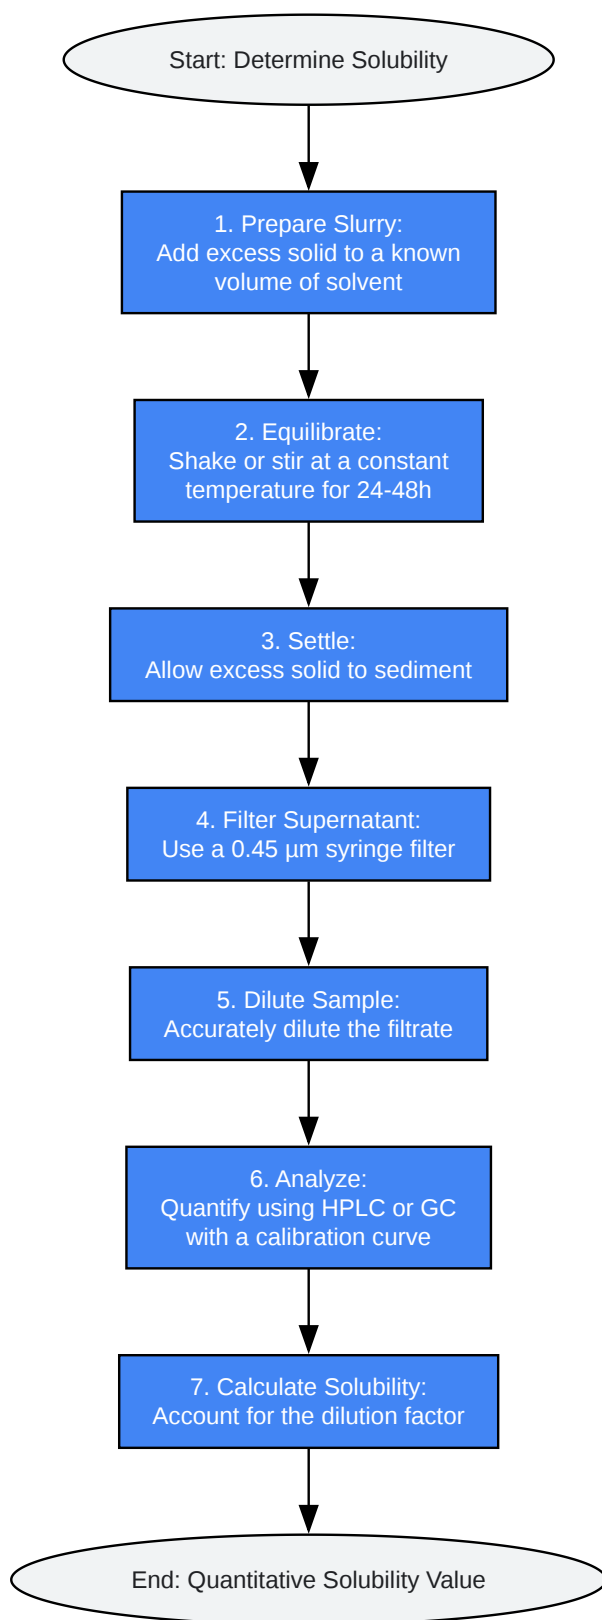 Start: Determine Solubility
1. Prepare Slurry:
Add excess solid to a known
volume of solvent
2. Equilibrate:
Shake or stir at a constant
temperature for 24-48h
3. Settle:
Allow excess solid to sediment
4. Filter Supernatant:
Use a 0.45 µm syringe filter
5. Dilute Sample:
Accurately dilute the filtrate
6. Analyze:
Quantify using HPLC or GC
with a calibration curve
7. Calculate Solubility:
Account for the dilution factor
End: Quantitative Solubility Value